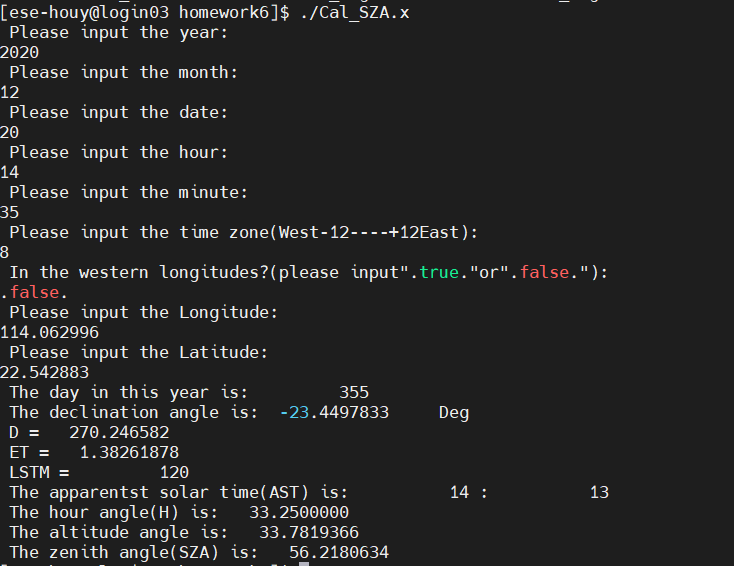 [ese-houy@login03 homework6]$ ./Cal_SZA.x
Please input the year:
2020
Please input the month:
12
Please input the date:
20
Please input the hour:
14
Please input the minute:
35
Please input the time zone(West-12----+12East):
8
In the western longitudes?(please input".true."or".false."):
.false.
Please input the Longitude:
114.062996
Please input the Latitude:
22.542883
The day in this year is: 355
The declination angle is: -23.4497833 Deg
D = 270.246582
ET = 1.38261878
LSTM = 120
The apparentst solar time(AST) is: 14 : 13
The hour angle(H) is: 33.2500000
The altitude angle is: 33.7819366
The zenith angle(SZA) is: 56.2180634